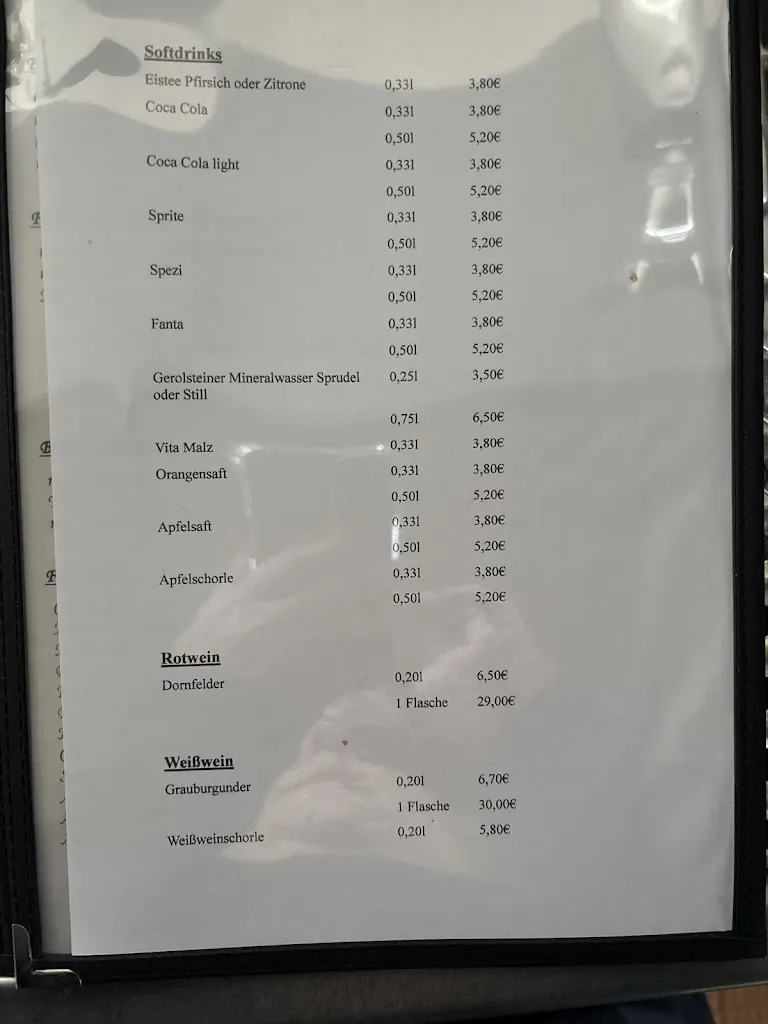 Softdrinks
Eistee Pfirsich oder Zitrone 0,33l 3,80€
Coca Cola 0,33l 3,80€
0,50l 5,20€
Coca Cola light 0,33l 3,80€
0,50l 5,20€
Sprite 0,33l 3,80€
0,50l 5,20€
Spezi 0,33l 3,80€
0,50l 5,20€
Fanta 0,33l 3,80€
0,50l 5,20€
Gerolsteiner Mineralwasser Sprudel 0,25l 3,50€
oder Still
0,75l 6,50€
Vita Malz 0,33l 3,80€
Orangensaft 0,33l 3,80€
0,50l 5,20€
Apfelsaft 0,33l 3,80€
0,50l 5,20€
Apfelschorle 0,33l 3,80€
0,50l 5,20€
Rotwein
Dornfelder 0,20l 6,50€
1 Flasche 29,00€
Weißwein
Grauburgunder 0,20l 6,70€
1 Flasche 30,00€
Weißweinschorle 0,20l 5,80€